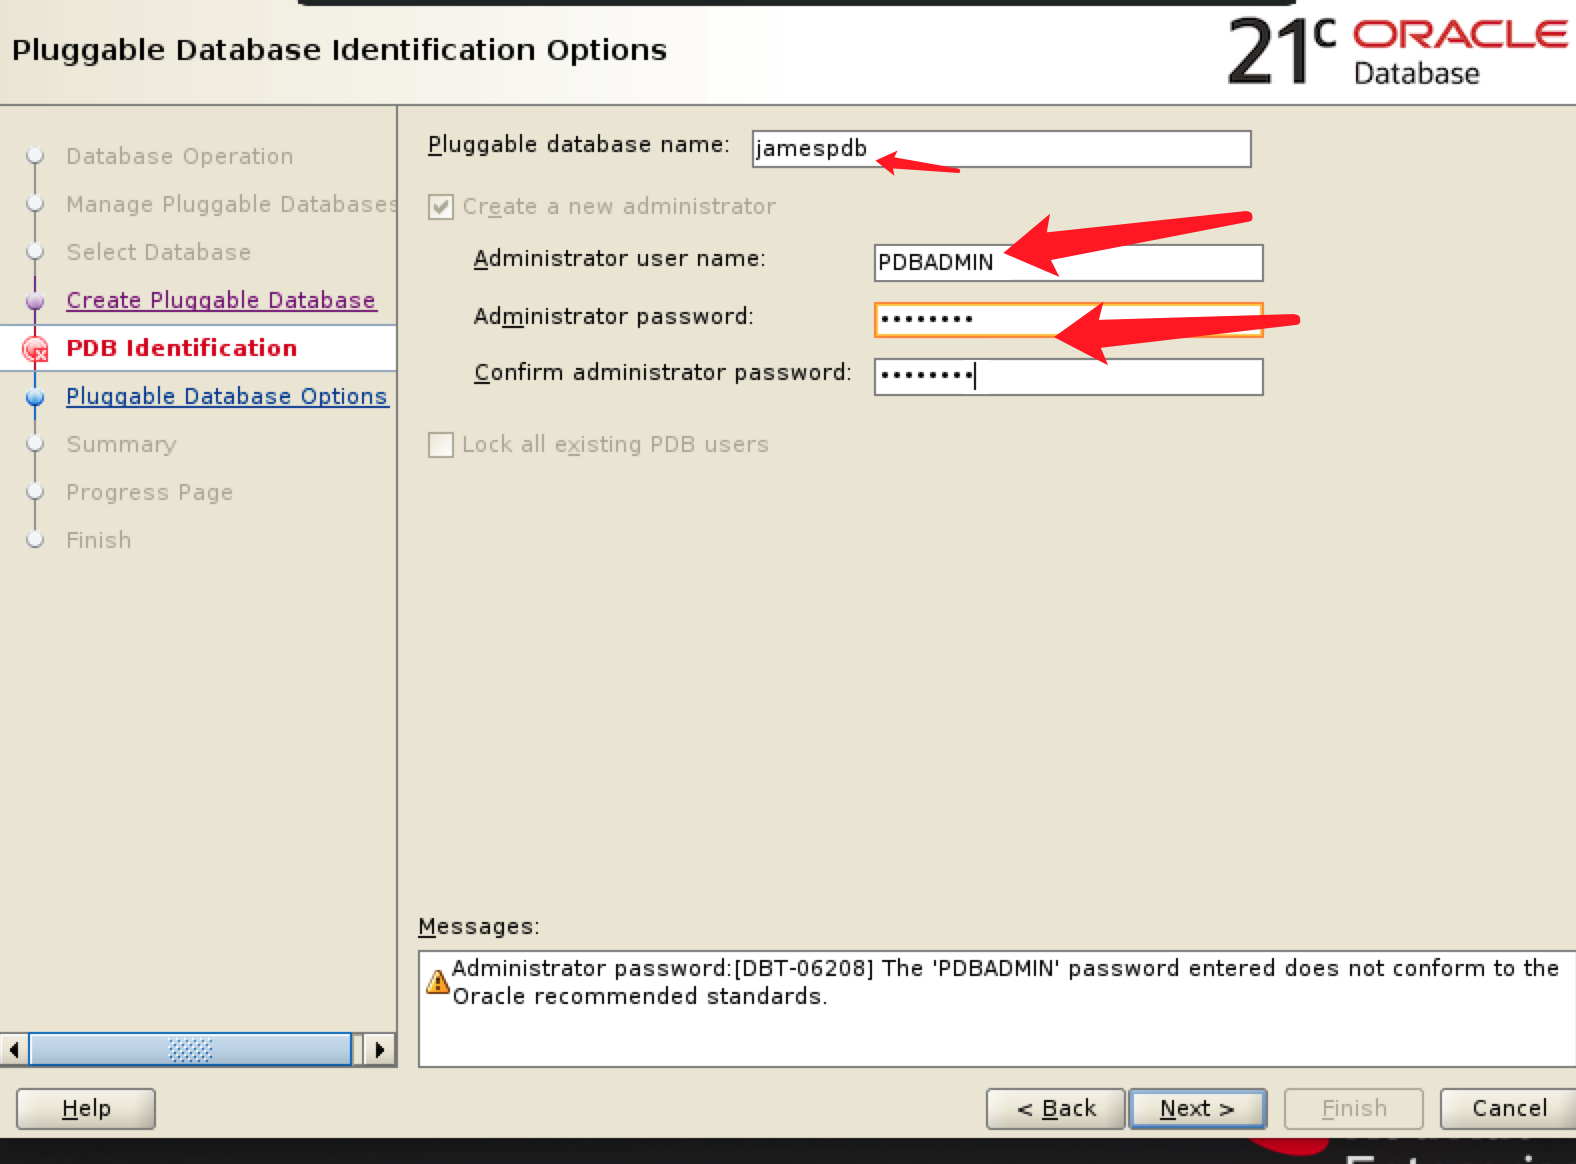 Pluggable Database Identification Options
21c ORACLE
Database
Database Operation
Manage Pluggable Databases
Select Database
Create Pluggable Database
PDB Identification
Pluggable Database Options
Summary
Progress Page
Finish
Pluggable database name: jamespdb
Create a new administrator
Administrator user name: PDBADMIN
Administrator password: ••••••••
Confirm administrator password: ••••••••
Lock all existing PDB users
Messages:
Administrator password:[DBT-06208] The 'PDBADMIN' password entered does not conform to the
Oracle recommended standards.
Help
< Back
Next >
Finish
Cancel